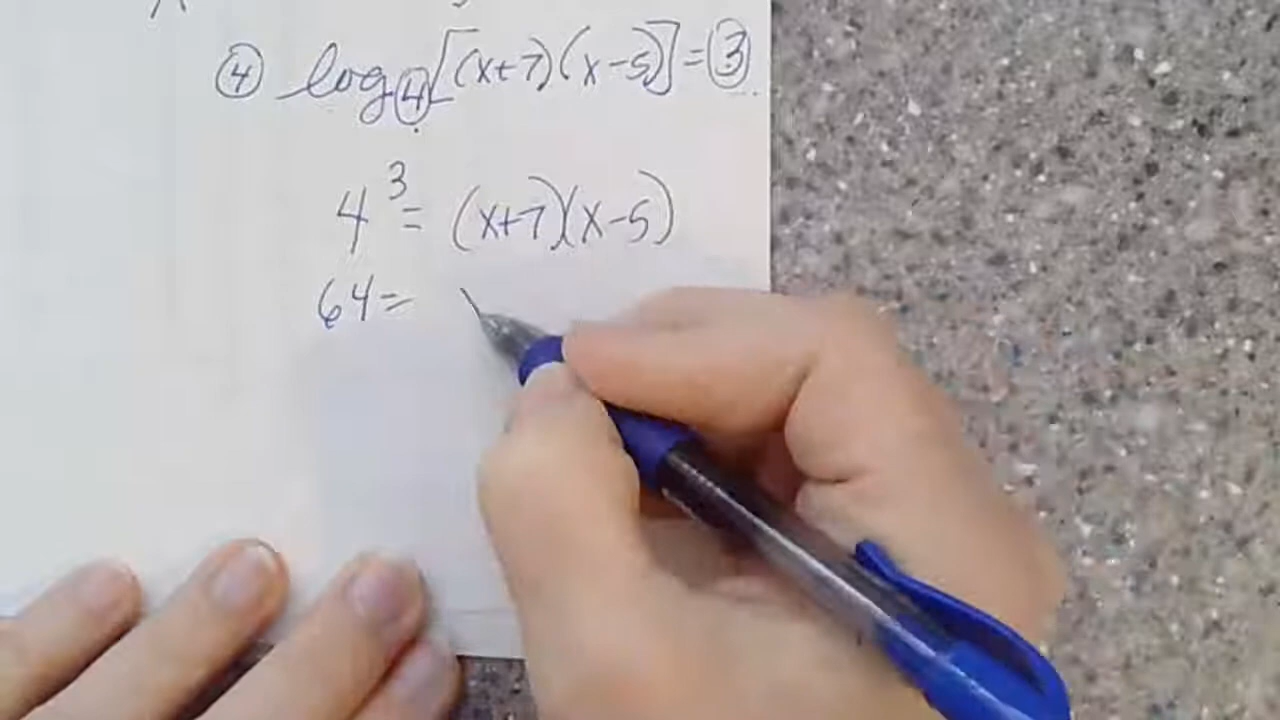 ④ log₄[(x+7)(x-5)]=③
4³= (x+7)(x-5)
64=